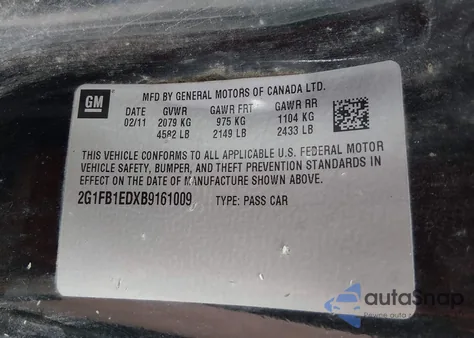 MFD BY GENERAL MOTORS OF CANADA LTD.
GM
DATE GVWR GAWR FRT GAWR RR
02/11 2079 KG 975 KG 1104 KG
4582 LB 2149 LB 2433 LB
THIS VEHICLE CONFORMS TO ALL APPLICABLE U.S. FEDERAL MOTOR
VEHICLE SAFETY, BUMPER, AND THEFT PREVENTION STANDARDS IN
EFFECT ON THE DATE OF MANUFACTURE SHOWN ABOVE.
2G1FB1EDXB9161009 TYPE: PASS CAR
autoSnap